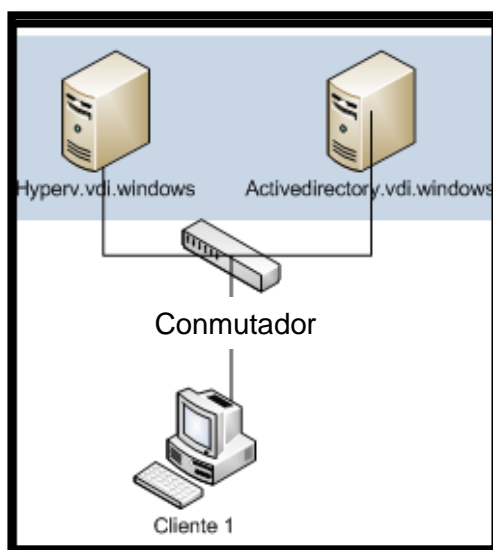 Hyperv.vdi.windows
Activedirectory.vdi.windows
Conmutador
Cliente 1